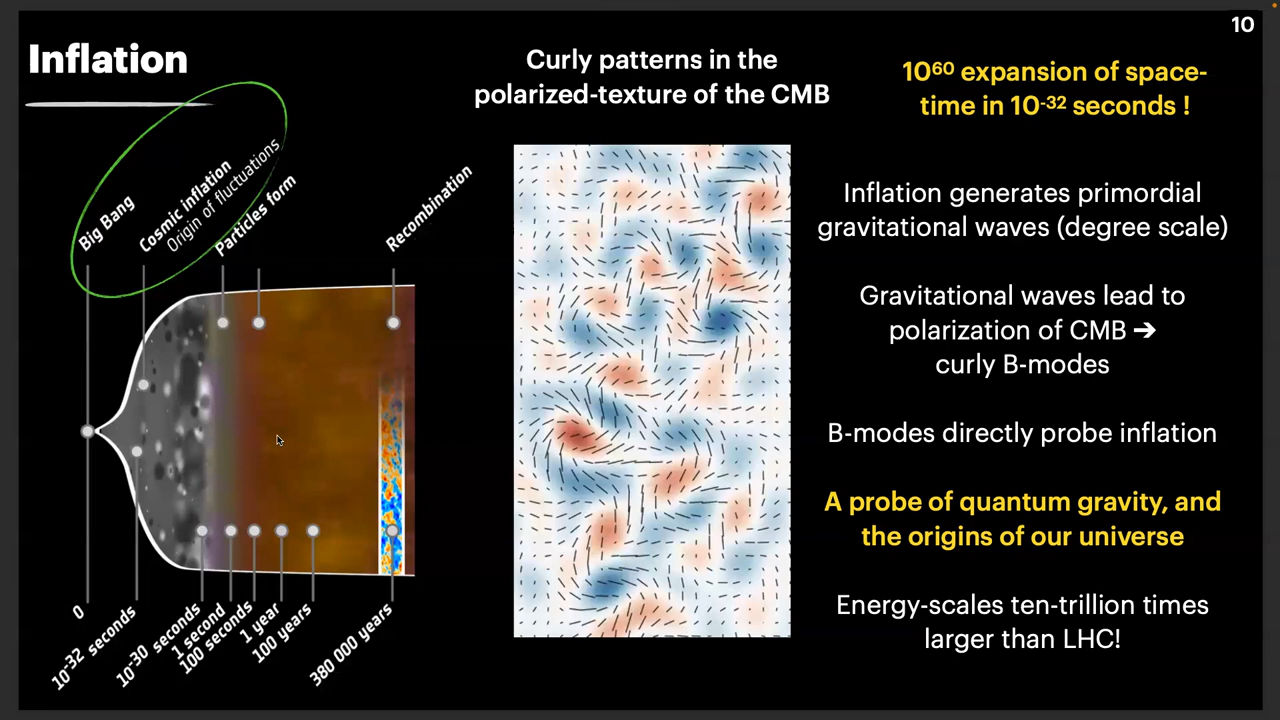 10
Inflation
Big Bang
Cosmic inflation
Origin of fluctuations
Particles form
Recombination
0
10⁻³² seconds
10⁻³⁰ seconds
1 second
100 seconds
1 year
100 years
380 000 years
Curly patterns in the
polarized-texture of the CMB
10⁶⁰ expansion of space-
time in 10⁻³² seconds !
Inflation generates primordial
gravitational waves (degree scale)
Gravitational waves lead to
polarization of CMB ➔
curly B-modes
B-modes directly probe inflation
A probe of quantum gravity, and
the origins of our universe
Energy-scales ten-trillion times
larger than LHC!